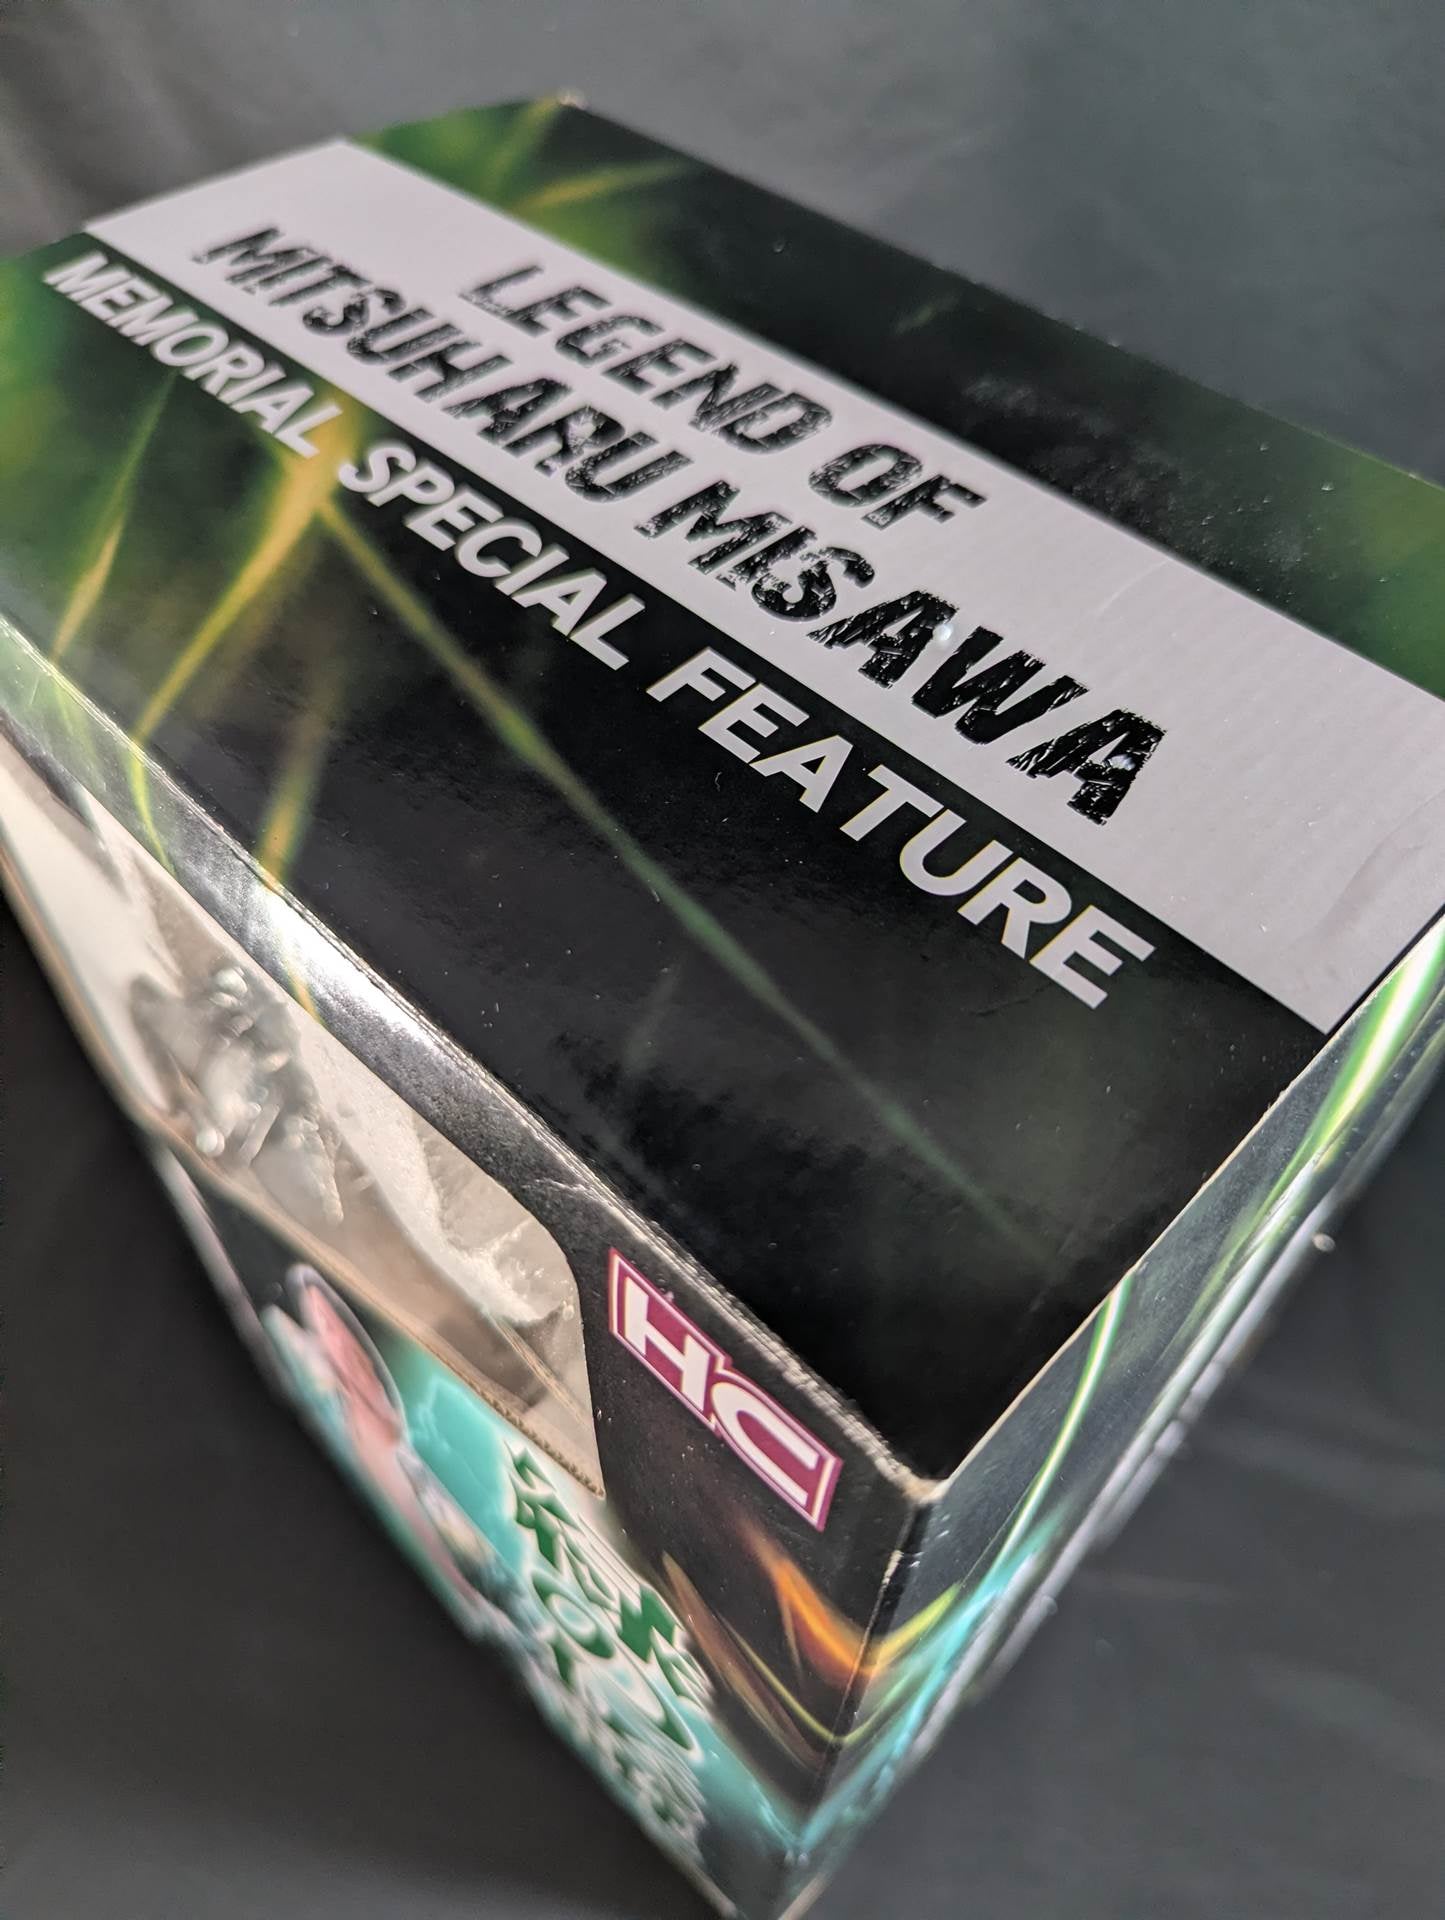 LEGEND OF
MITSUHARU MISAWA
MEMORIAL SPECIAL FEATURE
HC